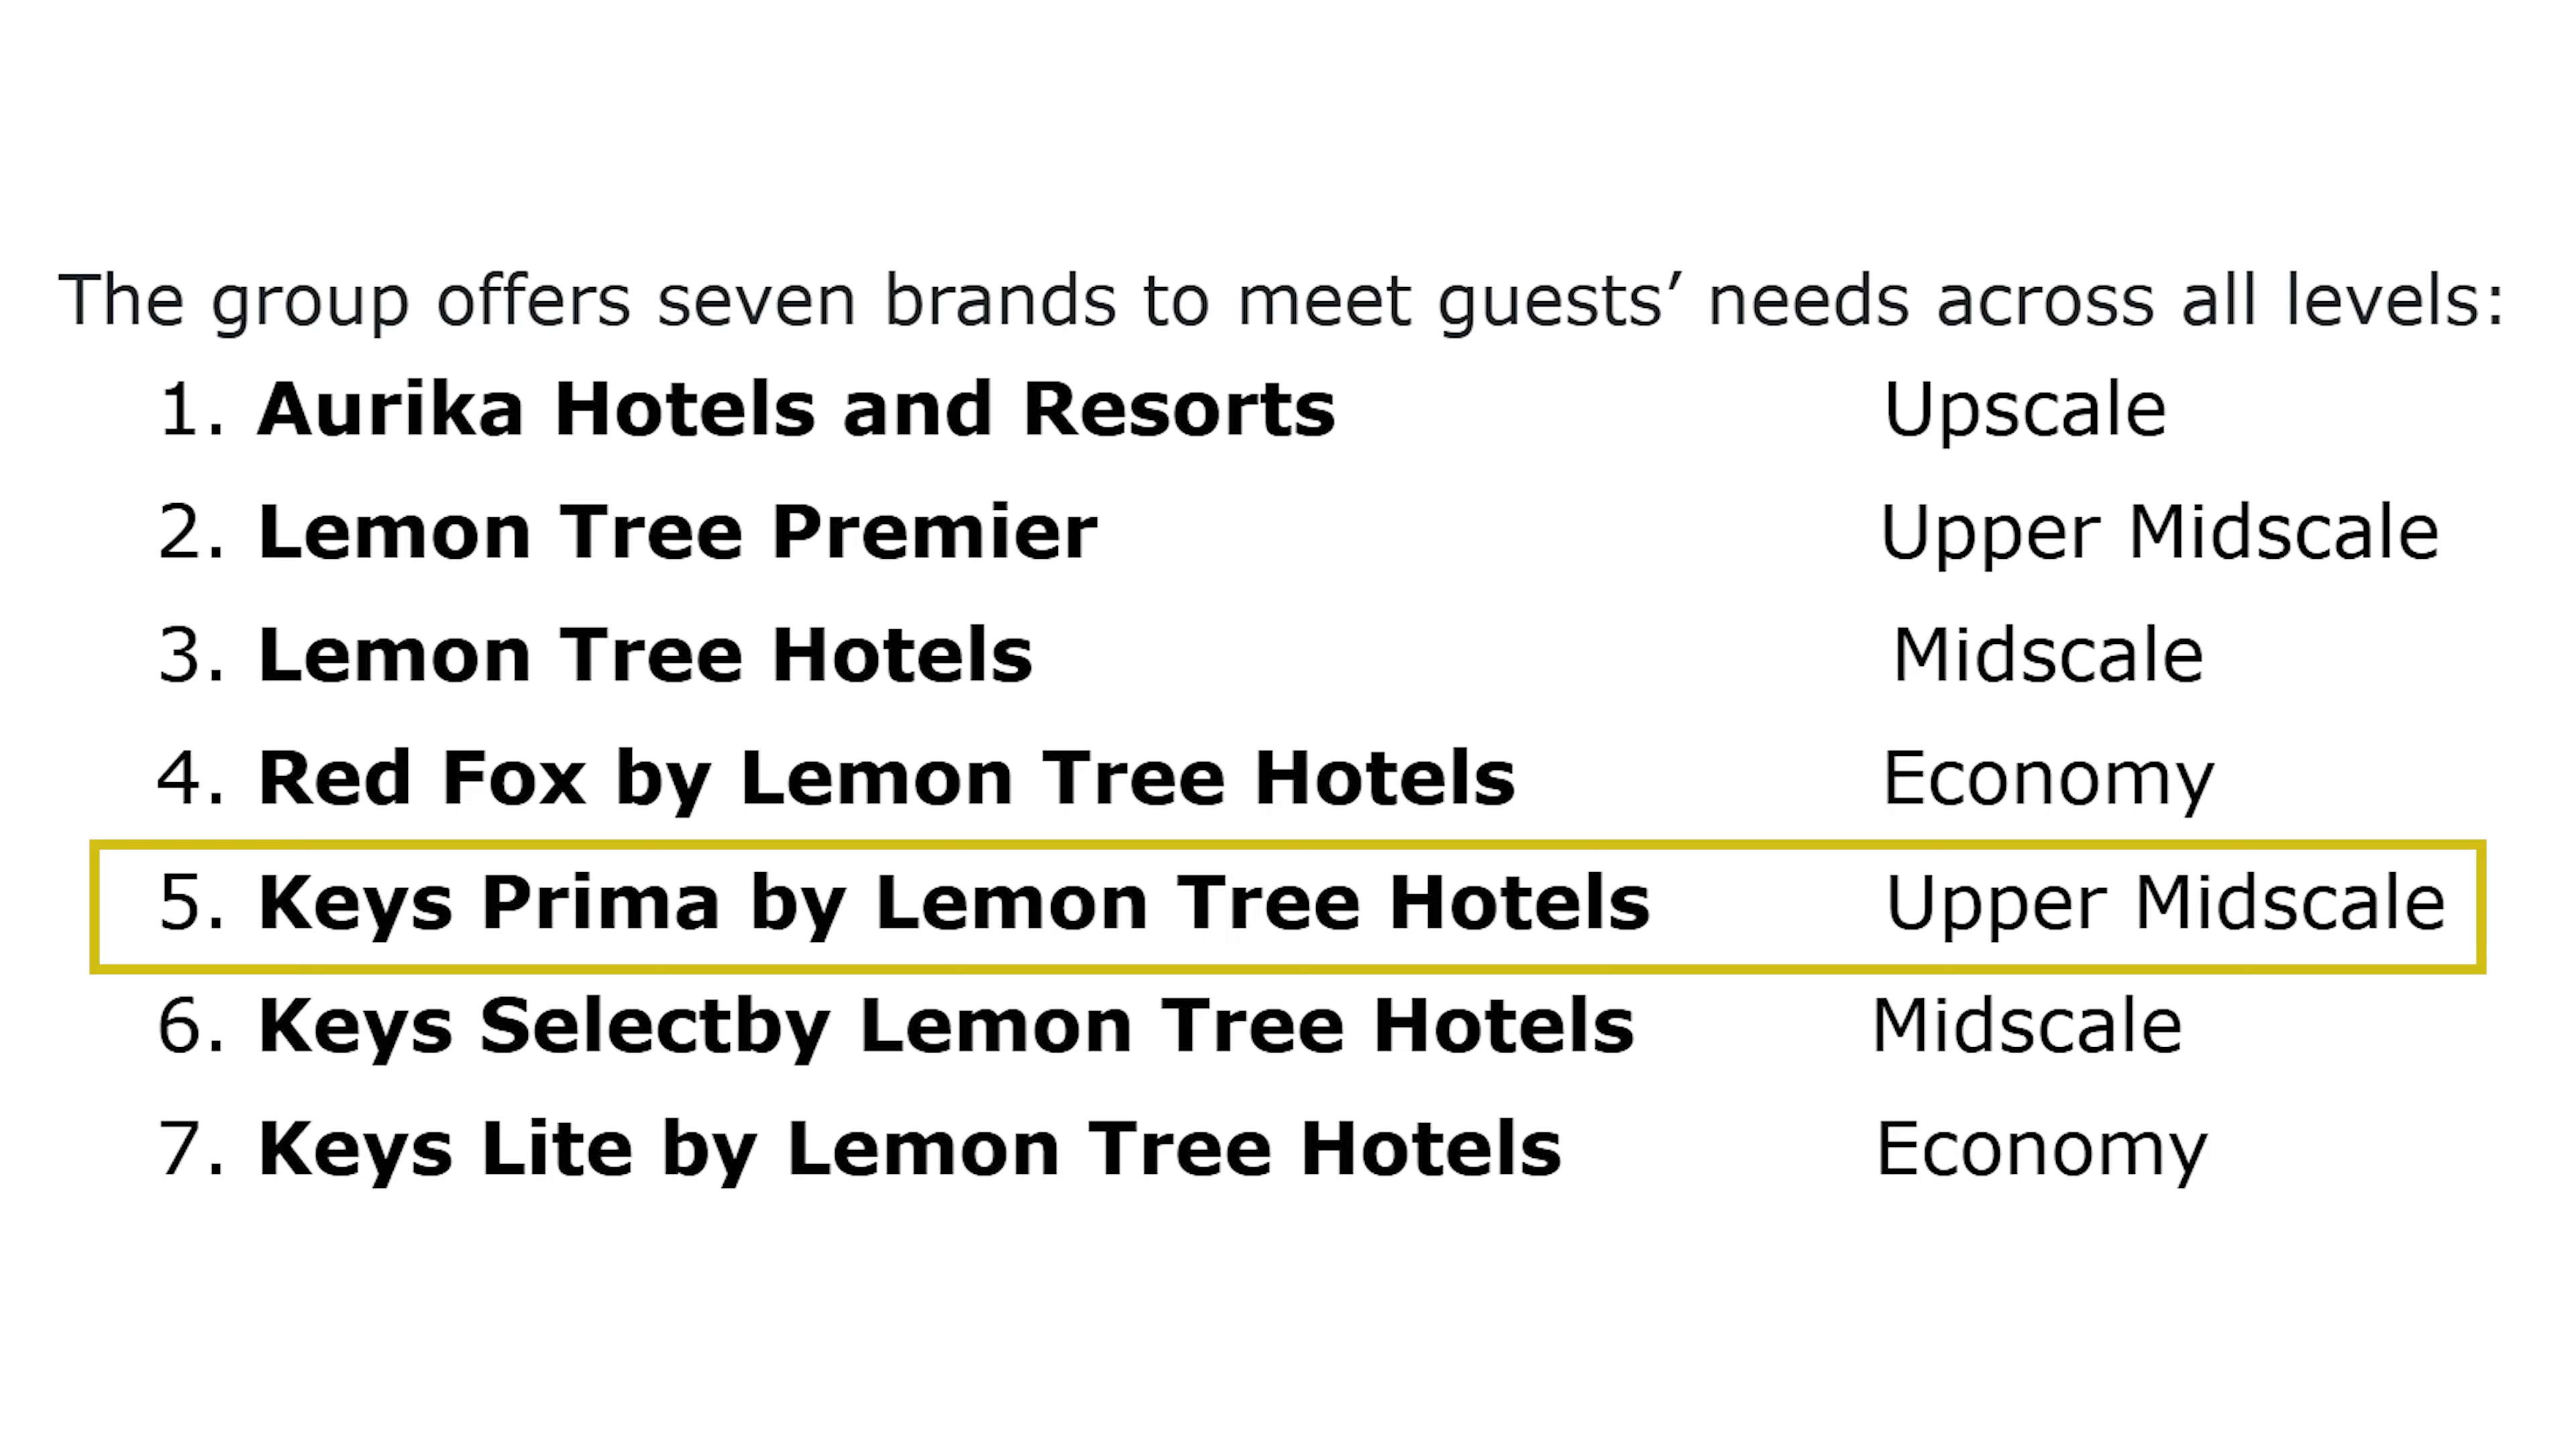 The group offers seven brands to meet guests’ needs across all levels:
1. Aurika Hotels and Resorts Upscale
2. Lemon Tree Premier Upper Midscale
3. Lemon Tree Hotels Midscale
4. Red Fox by Lemon Tree Hotels Economy
5. Keys Prima by Lemon Tree Hotels Upper Midscale
6. Keys Selectby Lemon Tree Hotels Midscale
7. Keys Lite by Lemon Tree Hotels Economy